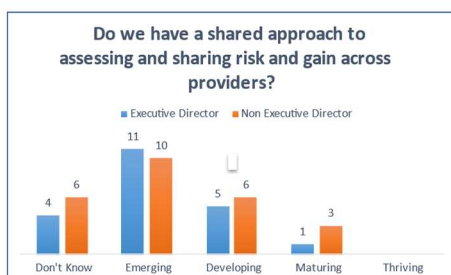 Do we have a shared approach to
assessing and sharing risk and gain across
providers?
Executive Director Non Executive Director
11
10
6
6
5
4
3
1
Don't Know Emerging Developing Maturing Thriving